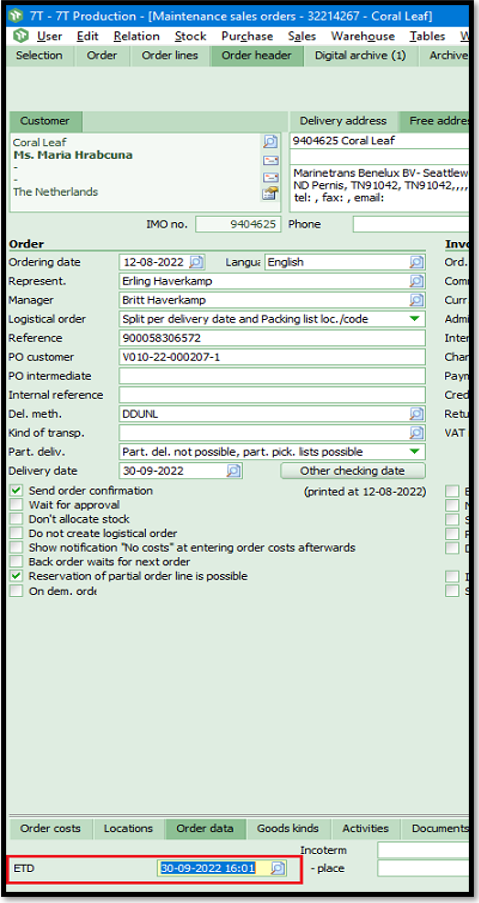 7T - 7T Production - [Maintenance sales orders - 32214267 - Coral Leaf]
User Edit Relation Stock Purchase Sales Warehouse Tables W
Selection Order Order lines Order header Digital archive (1) Archive
Customer Delivery address Free addre
Coral Leaf
Ms. Maria Hrabcuna
-
-
The Netherlands
9404625 Coral Leaf
Marinetrans Benelux BV- Seattlew
ND Pernis, TN91042, TN91042,,,,
tel: , fax: , email:
IMO no. 9404625 Phone
Order Invo
Ordering date 12-08-2022 Langua English Ord.
Represent. Erling Haverkamp Comm
Manager Britt Haverkamp Curr
Logistical order Split per delivery date and Packing list loc./code Admi
Reference 900058306572 Inter
PO customer V010-22-000207-1 Char
PO intermediate Paym
Internal reference Cred
Del. meth. DDUNL Retu
Kind of transp. VAT
Part. deliv. Part. del. not possible, part. pick. lists possible
Delivery date 30-09-2022 Other checking date
Send order confirmation (printed at 12-08-2022)
Wait for approval
Don't allocate stock
Do not create logistical order
Show notification "No costs" at entering order costs afterwards
Back order waits for next order
Reservation of partial order line is possible
On dem. orde
Order costs Locations Order data Goods kinds Activities Documents
Incoterm
ETD 30-09-2022 16:01 - place